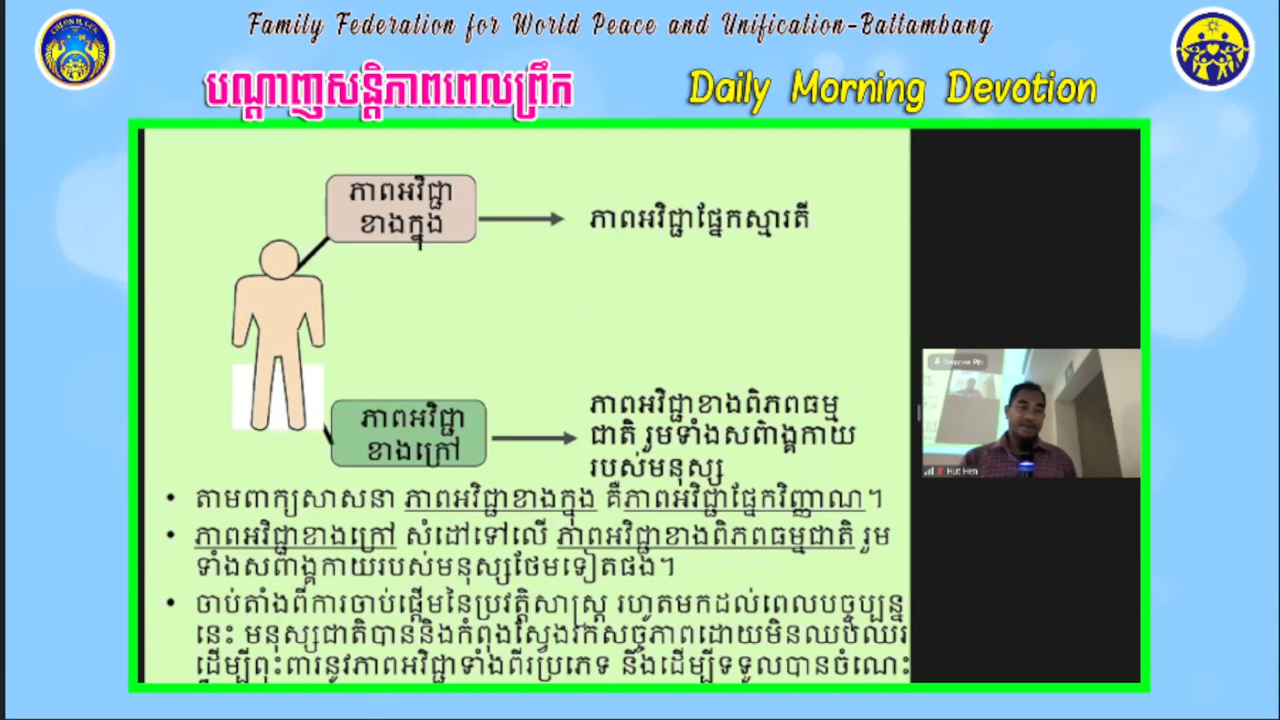 Family Federation for World Peace and Unification-Battambang
បណ្តាញសន្តិភាពពេលព្រឹក
Daily Morning Devotion
ភាពអវិជ្ជា
ខាងក្នុង
ភាពអវិជ្ជាផ្នែកស្មារតី
ភាពអវិជ្ជា
ខាងក្រៅ
ភាពអវិជ្ជាខាងពិភពធម្ម
ជាតិ រួមទាំងសព៌ាង្គកាយ
របស់មនុស្ស
• តាមពាក្យសាសនា ភាពអវិជ្ជាខាងក្នុង គឺភាពអវិជ្ជាផ្នែកវិញ្ញាណ។
• ភាពអវិជ្ជាខាងក្រៅ សំដៅទៅលើ ភាពអវិជ្ជាខាងពិភពធម្មជាតិ រួម
ទាំងសព៌ាង្គកាយរបស់មនុស្សថែមទៀតផង។
• ចាប់តាំងពីការចាប់ផ្តើមនៃប្រវត្តិសាស្ត្រ រហូតមកដល់ពេលបច្ចុប្បន្ន
នេះ មនុស្សជាតិបាននិងកំពុងស្វែងរកសច្ចភាពដោយមិនឈប់ឈរ
ដើម្បីពុះពារនូវភាពអវិជ្ជាទាំងពីរប្រភេទ និងដើម្បីទទួលបានចំណេះ
Hut Hen